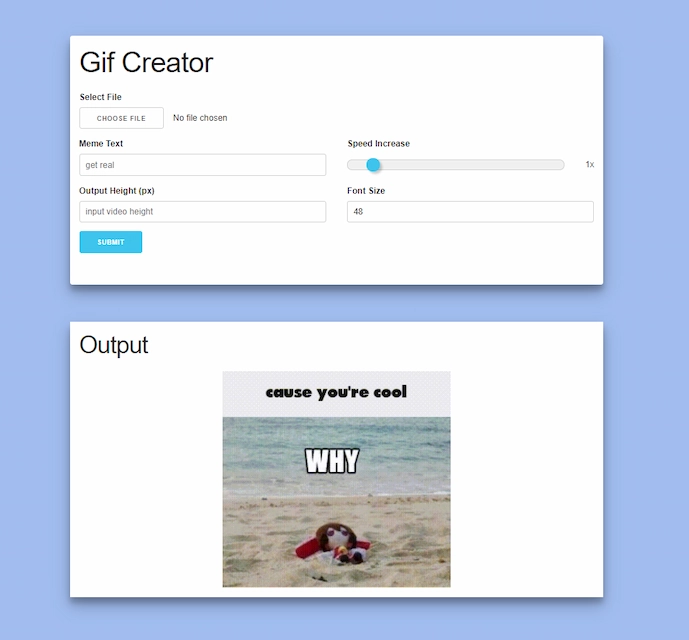 Gif Creator
Select File
CHOOSE FILE No file chosen
Meme Text Speed Increase
get real 1x
Output Height (px) Font Size
input video height 48
SUBMIT
Output
cause you're cool
WHY